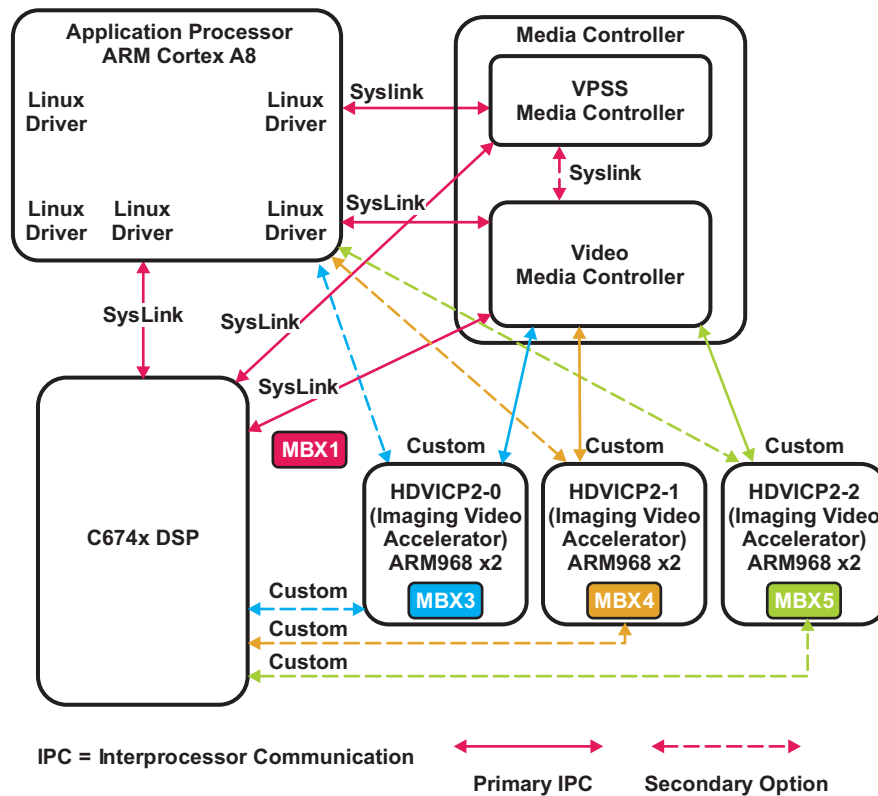 Application Processor
ARM Cortex A8
Linux
Driver
Linux
Driver
Linux
Driver
Linux
Driver
Linux
Driver
Media Controller
VPSS
Media Controller
Syslink
Syslink
SysLink
Video
Media Controller
SysLink
SysLink
SysLink
MBX1
C674x DSP
Custom
Custom
Custom
HDVICP2-0
(Imaging Video
Accelerator)
ARM968 x2
MBX3
HDVICP2-1
(Imaging Video
Accelerator)
ARM968 x2
MBX4
HDVICP2-2
(Imaging Video
Accelerator)
ARM968 x2
MBX5
Custom
Custom
Custom
IPC = Interprocessor Communication
Primary IPC
Secondary Option